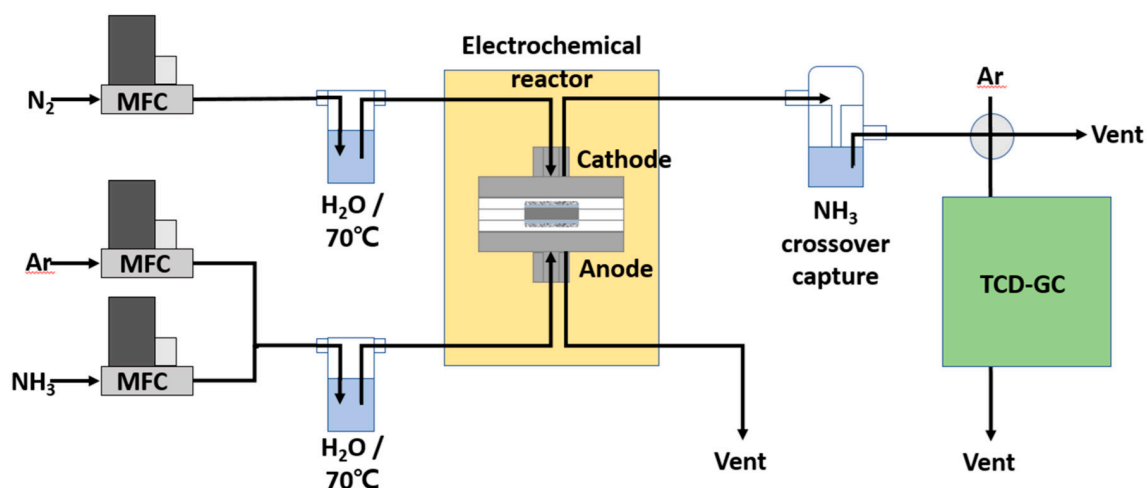 Electrochemical
reactor
Ar
N₂
MFC
Vent
Cathode
H₂O /
70℃
NH₃
crossover
capture
Ar
MFC
Anode
TCD-GC
NH₃
MFC
H₂O /
70℃
Vent
Vent